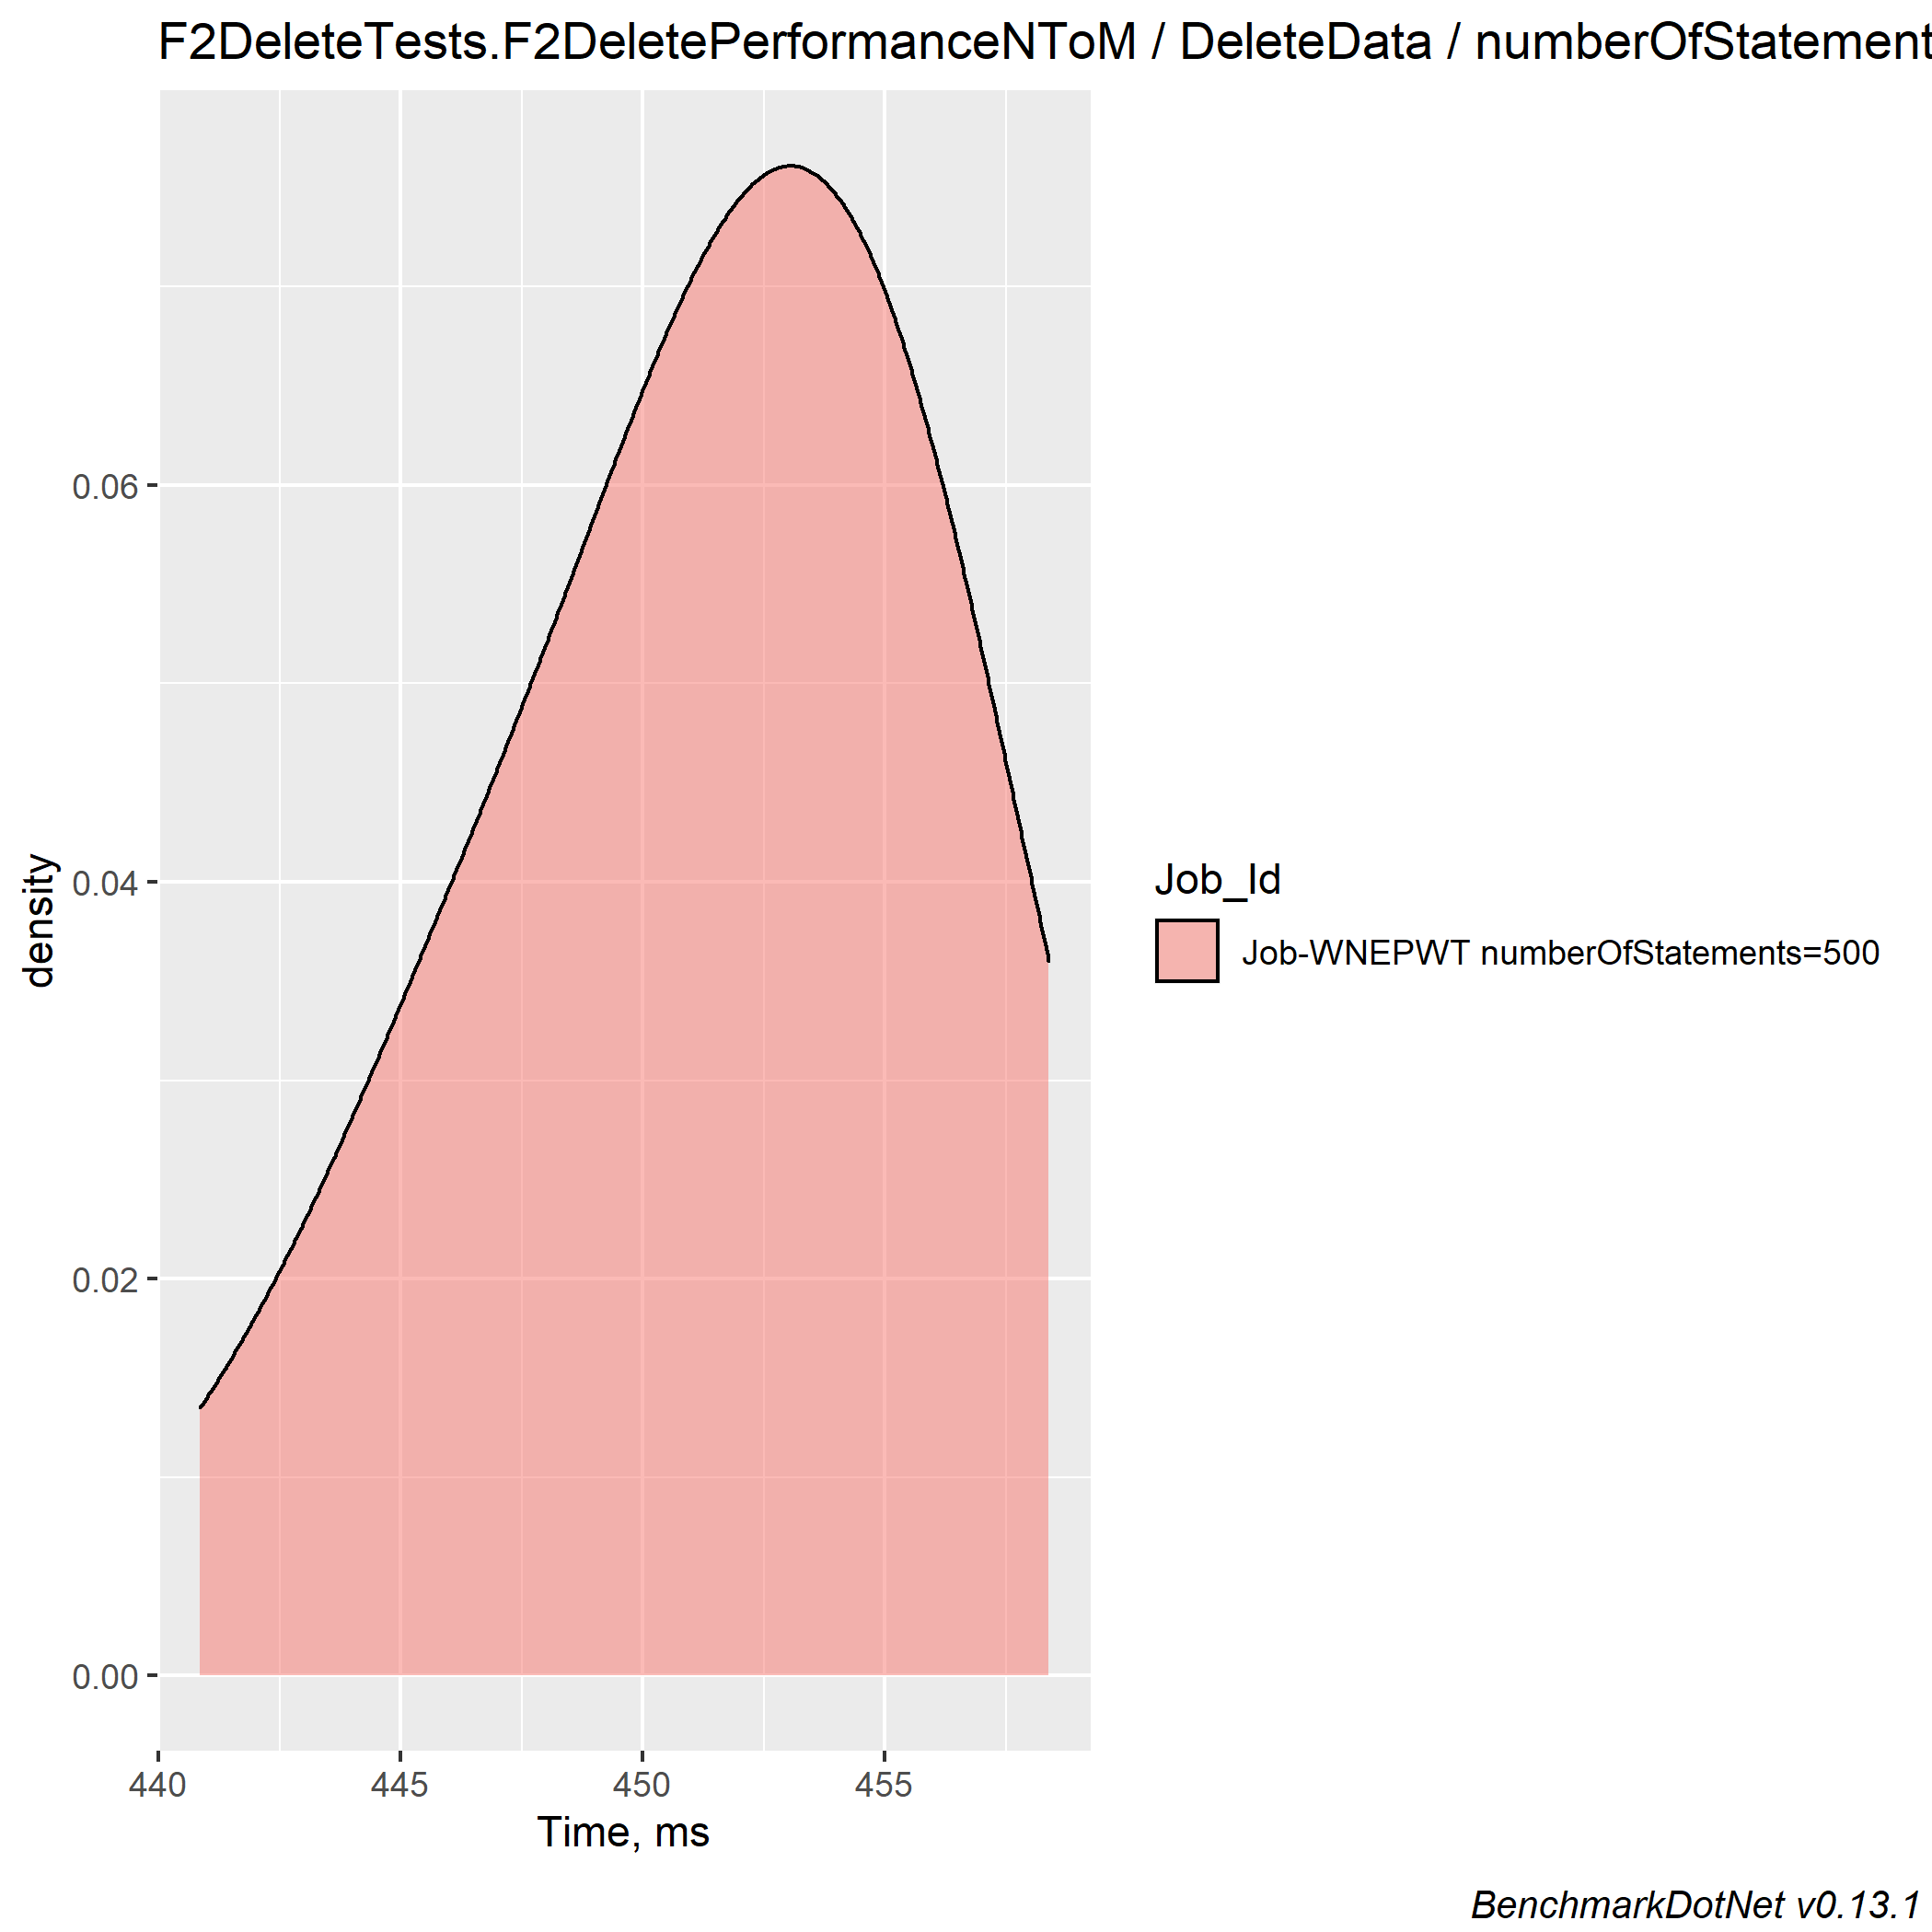 F2DeleteTests.F2DeletePerformanceNToM / DeleteData / numberOfStatement
0.06
0.04
0.02
0.00
density
440 445 450 455
Time, ms
Job_Id
Job-WNEPWT numberOfStatements=500
BenchmarkDotNet v0.13.1